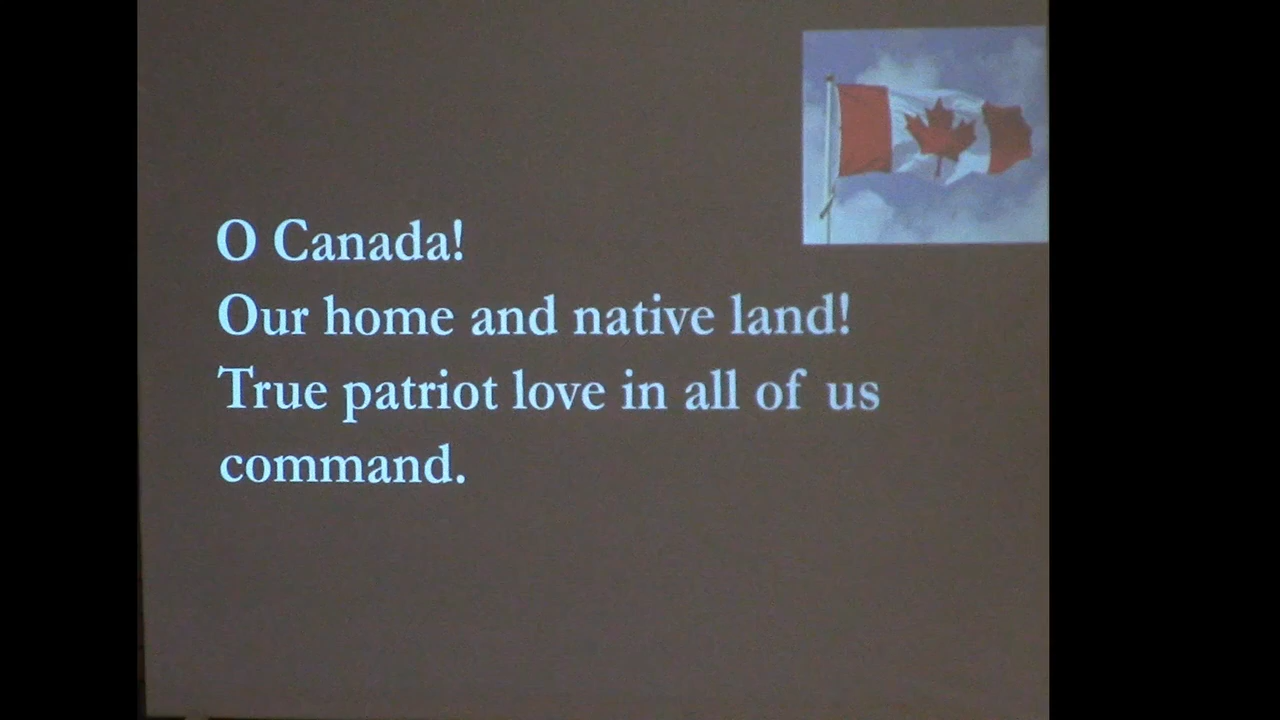 O Canada!
Our home and native land!
True patriot love in all of us
command.